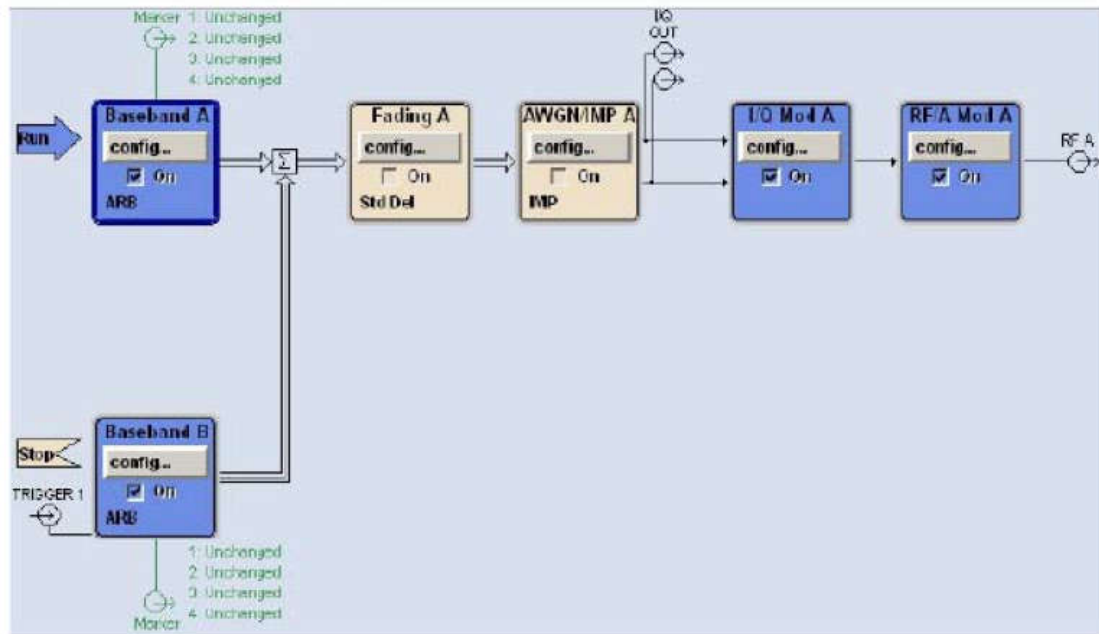 Marker 1: Unchanged
2: Unchanged
3: Unchanged
4: Unchanged
I/Q
OUT
Run
Baseband A
config...
On
ARB
Σ
Fading A
config...
On
Std Del
AWGN/IMP A
config...
On
IMP
I/Q Mod A
config...
On
RF/A Mod A
config...
On
RF A
Stop
TRIGGER 1
Baseband B
config...
On
ARB
1: Unchanged
2: Unchanged
3: Unchanged
4: Unchanged
Marker